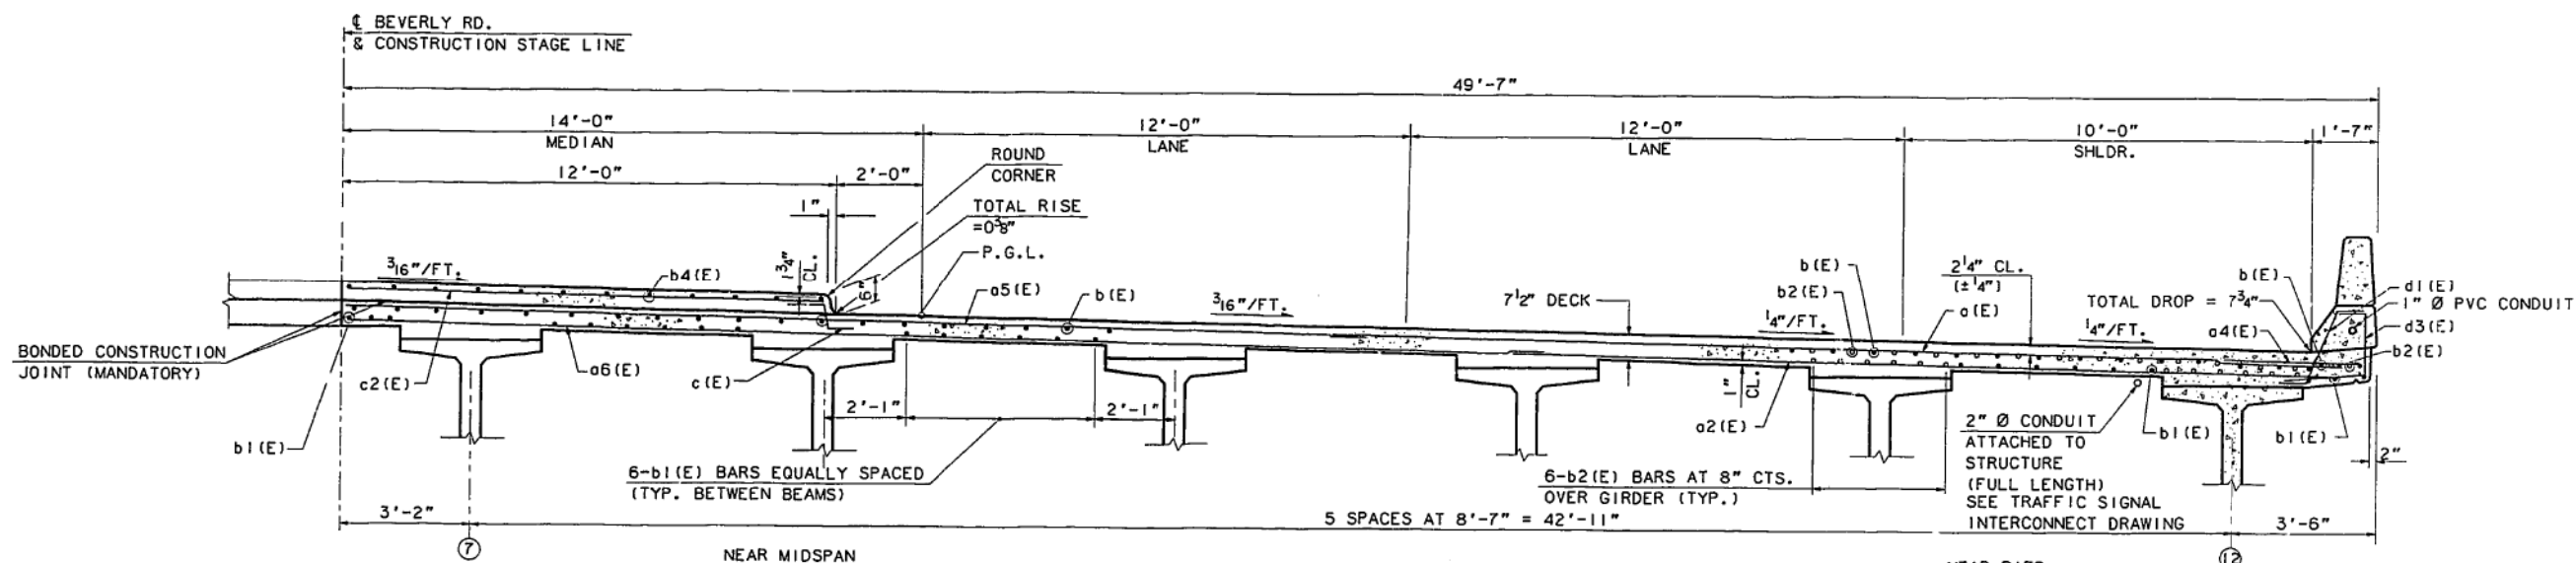 ℄ BEVERLY RD.
& CONSTRUCTION STAGE LINE
49'-7"
14'-0"
MEDIAN
12'-0"
LANE
12'-0"
LANE
10'-0"
SHLDR.
1'-7"
12'-0"
2'-0"
ROUND
CORNER
1"
TOTAL RISE
=0⅜"
P.G.L.
3/16"/FT.
b4(E)
1¾"
CL.
6"
a5(E)
b(E)
3/16"/FT.
7½" DECK
b2(E)
b(E)
2¼" CL.
(±¼")
a(E)
¼"/FT.
b(E)
d1(E)
TOTAL DROP = 7¾"
1" Ø PVC CONDUIT
¼"/FT.
a4(E)
d3(E)
b2(E)
BONDED CONSTRUCTION
JOINT (MANDATORY)
c2(E)
a6(E)
c(E)
2'-1"
2'-1"
1"
CL.
a2(E)
b1(E)
6-b1(E) BARS EQUALLY SPACED
(TYP. BETWEEN BEAMS)
6-b2(E) BARS AT 8" CTS.
OVER GIRDER (TYP.)
2" Ø CONDUIT
ATTACHED TO
STRUCTURE
(FULL LENGTH)
SEE TRAFFIC SIGNAL
INTERCONNECT DRAWING
b1(E)
b1(E)
2"
3'-2"
5 SPACES AT 8'-7" = 42'-11"
3'-6"
7
NEAR MIDSPAN
12